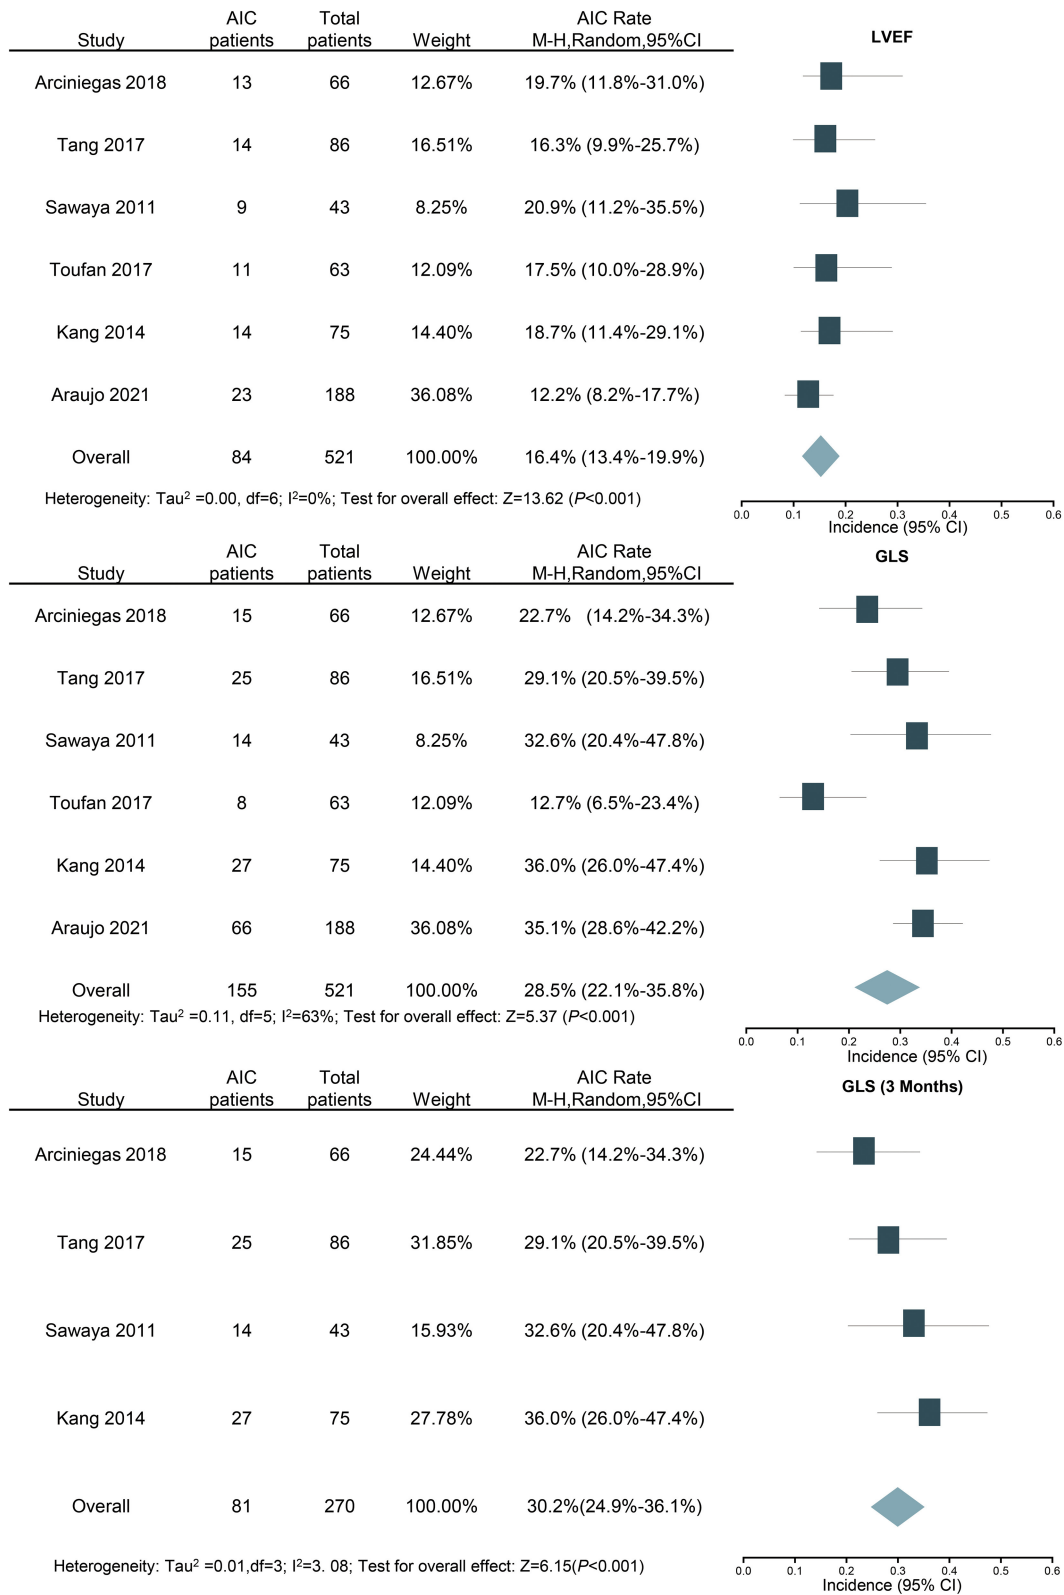 Study AIC patients Total patients Weight AIC Rate M-H,Random,95%CI LVEF
Arciniegas 2018 13 66 12.67% 19.7% (11.8%-31.0%)
Tang 2017 14 86 16.51% 16.3% (9.9%-25.7%)
Sawaya 2011 9 43 8.25% 20.9% (11.2%-35.5%)
Toufan 2017 11 63 12.09% 17.5% (10.0%-28.9%)
Kang 2014 14 75 14.40% 18.7% (11.4%-29.1%)
Araujo 2021 23 188 36.08% 12.2% (8.2%-17.7%)
Overall 84 521 100.00% 16.4% (13.4%-19.9%)
Heterogeneity: Tau² =0.00, df=6; I²=0%; Test for overall effect: Z=13.62 (P<0.001)
0.0 0.1 0.2 0.3 0.4 0.5 0.6
Incidence (95% CI)
Study AIC patients Total patients Weight AIC Rate M-H,Random,95%CI GLS
Arciniegas 2018 15 66 12.67% 22.7% (14.2%-34.3%)
Tang 2017 25 86 16.51% 29.1% (20.5%-39.5%)
Sawaya 2011 14 43 8.25% 32.6% (20.4%-47.8%)
Toufan 2017 8 63 12.09% 12.7% (6.5%-23.4%)
Kang 2014 27 75 14.40% 36.0% (26.0%-47.4%)
Araujo 2021 66 188 36.08% 35.1% (28.6%-42.2%)
Overall 155 521 100.00% 28.5% (22.1%-35.8%)
Heterogeneity: Tau² =0.11, df=5; I²=63%; Test for overall effect: Z=5.37 (P<0.001)
0.0 0.1 0.2 0.3 0.4 0.5 0.6
Incidence (95% CI)
Study AIC patients Total patients Weight AIC Rate M-H,Random,95%CI GLS (3 Months)
Arciniegas 2018 15 66 24.44% 22.7% (14.2%-34.3%)
Tang 2017 25 86 31.85% 29.1% (20.5%-39.5%)
Sawaya 2011 14 43 15.93% 32.6% (20.4%-47.8%)
Kang 2014 27 75 27.78% 36.0% (26.0%-47.4%)
Overall 81 270 100.00% 30.2%(24.9%-36.1%)
Heterogeneity: Tau² =0.01,df=3; I²=3. 08; Test for overall effect: Z=6.15(P<0.001)
0.0 0.1 0.2 0.3 0.4 0.5 0.6
Incidence (95% CI)